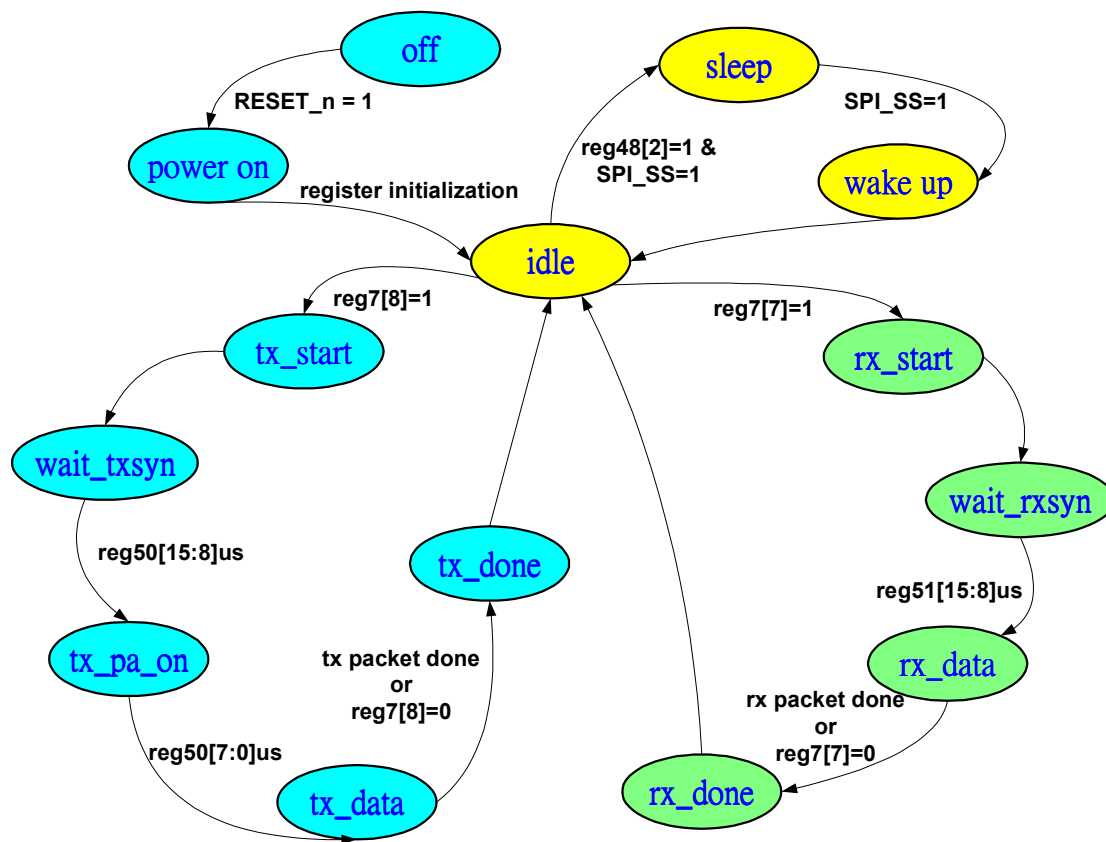 off
sleep
RESET_n = 1
SPI_SS=1
power on
reg48[2]=1 &
SPI_SS=1
wake up
register initialization
idle
reg7[8]=1
reg7[7]=1
tx_start
rx_start
wait_txsyn
wait_rxsyn
reg50[15:8]us
tx_done
reg51[15:8]us
tx_pa_on
tx packet done
or
reg7[8]=0
rx_data
rx packet done
or
reg7[7]=0
reg50[7:0]us
tx_data
rx_done